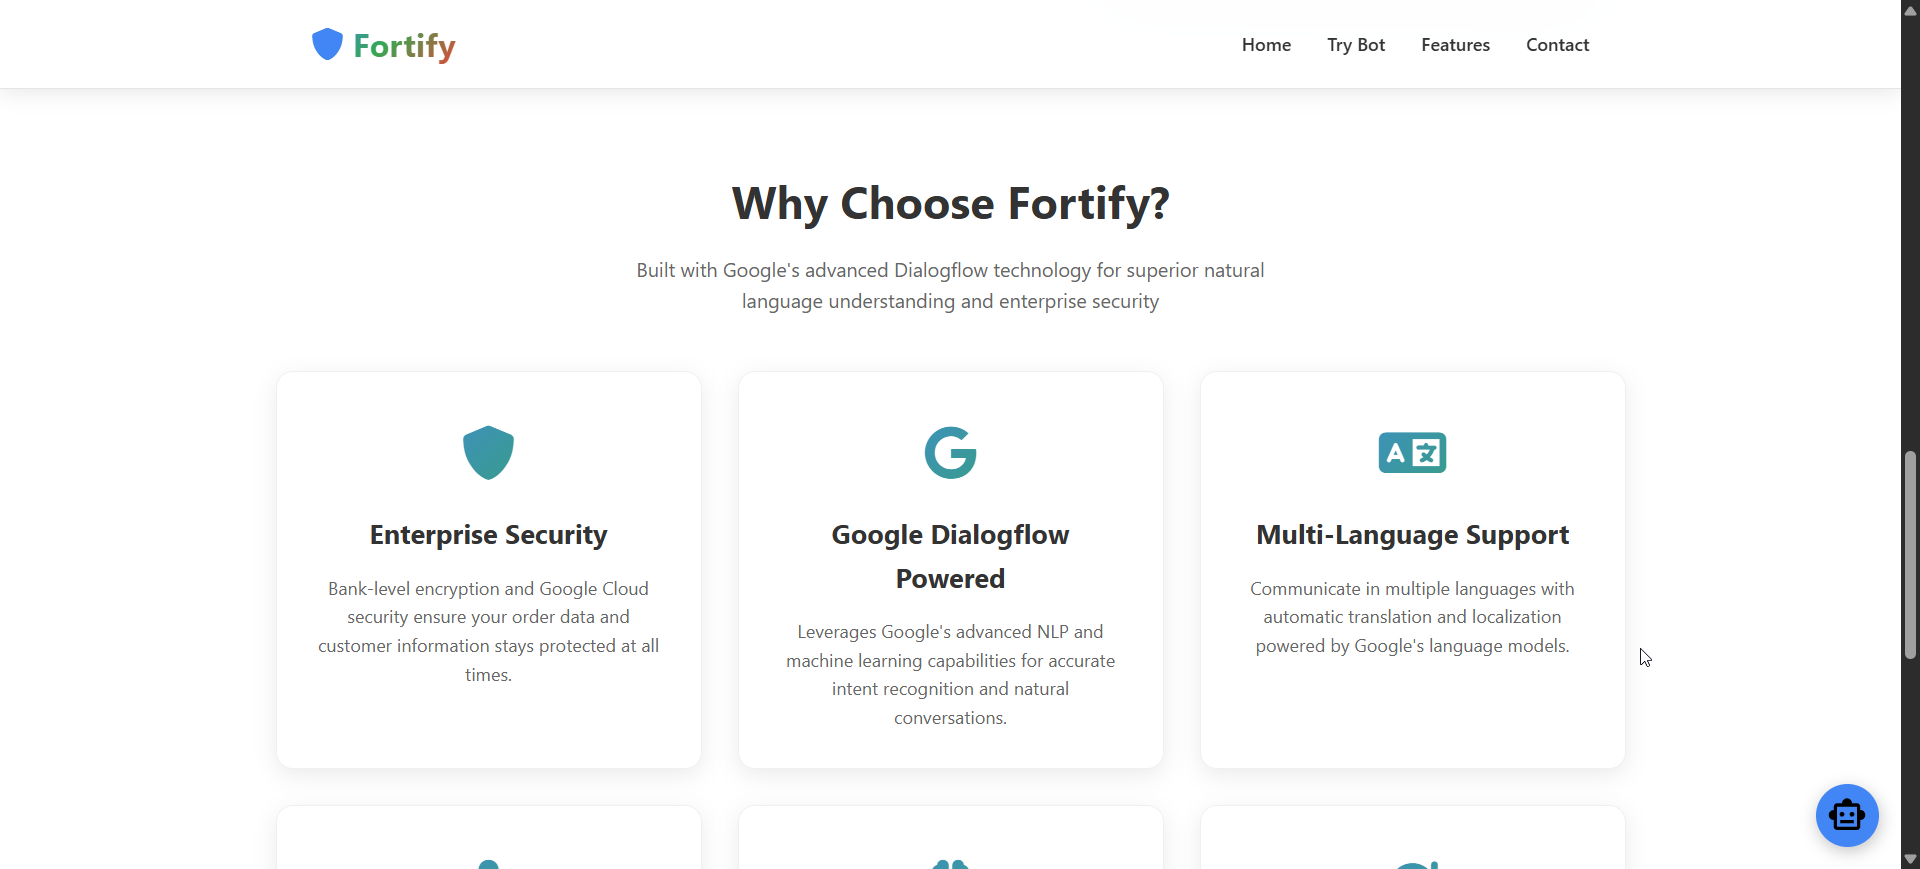 Fortify
Home
Try Bot
Features
Contact
Why Choose Fortify?
Built with Google's advanced Dialogflow technology for superior natural
language understanding and enterprise security
Enterprise Security
Bank-level encryption and Google Cloud
security ensure your order data and
customer information stays protected at all
times.
Google Dialogflow
Powered
Leverages Google's advanced NLP and
machine learning capabilities for accurate
intent recognition and natural
conversations.
A 文
Multi-Language Support
Communicate in multiple languages with
automatic translation and localization
powered by Google's language models.